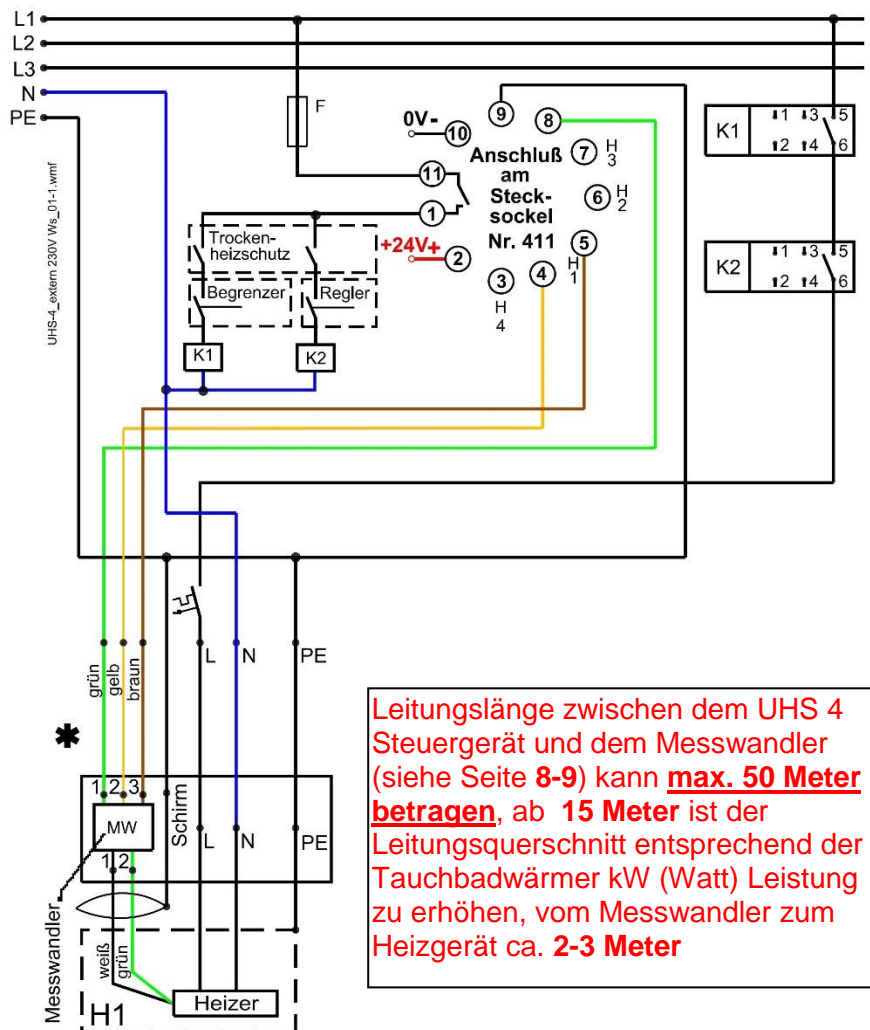 L1
L2
L3
N
PE
UHS-4_extern 230V Ws_01-1.wmf
F
0V-
10
9
8
7
H
3
6
H
2
5
H
1
4
3
H
4
+24V+
2
11
1
Anschluß
am
Steck-
sockel
Nr. 411
K1
1 3 5
2 4 6
K2
1 3 5
2 4 6
Trocken-
heizschutz
Begrenzer
Regler
K1
K2
grün
gelb
braun
L
N
PE
*
1 2 3
MW
1 2
Schirm
L
N
PE
Messwandler
weiß
grün
H1
Heizer
Leitungslänge zwischen dem UHS 4
Steuergerät und dem Messwandler
(siehe Seite 8-9) kann max. 50 Meter
betragen, ab 15 Meter ist der
Leitungsquerschnitt entsprechend der
Tauchbadwärmer kW (Watt) Leistung
zu erhöhen, vom Messwandler zum
Heizgerät ca. 2-3 Meter